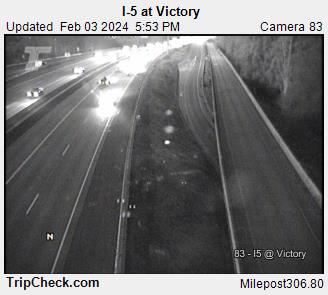 I-5 at Victory
Updated Feb 03 2024 5:53 PM Camera 83
N
83 - I5 @ Victory
TripCheck.com Milepost306.80